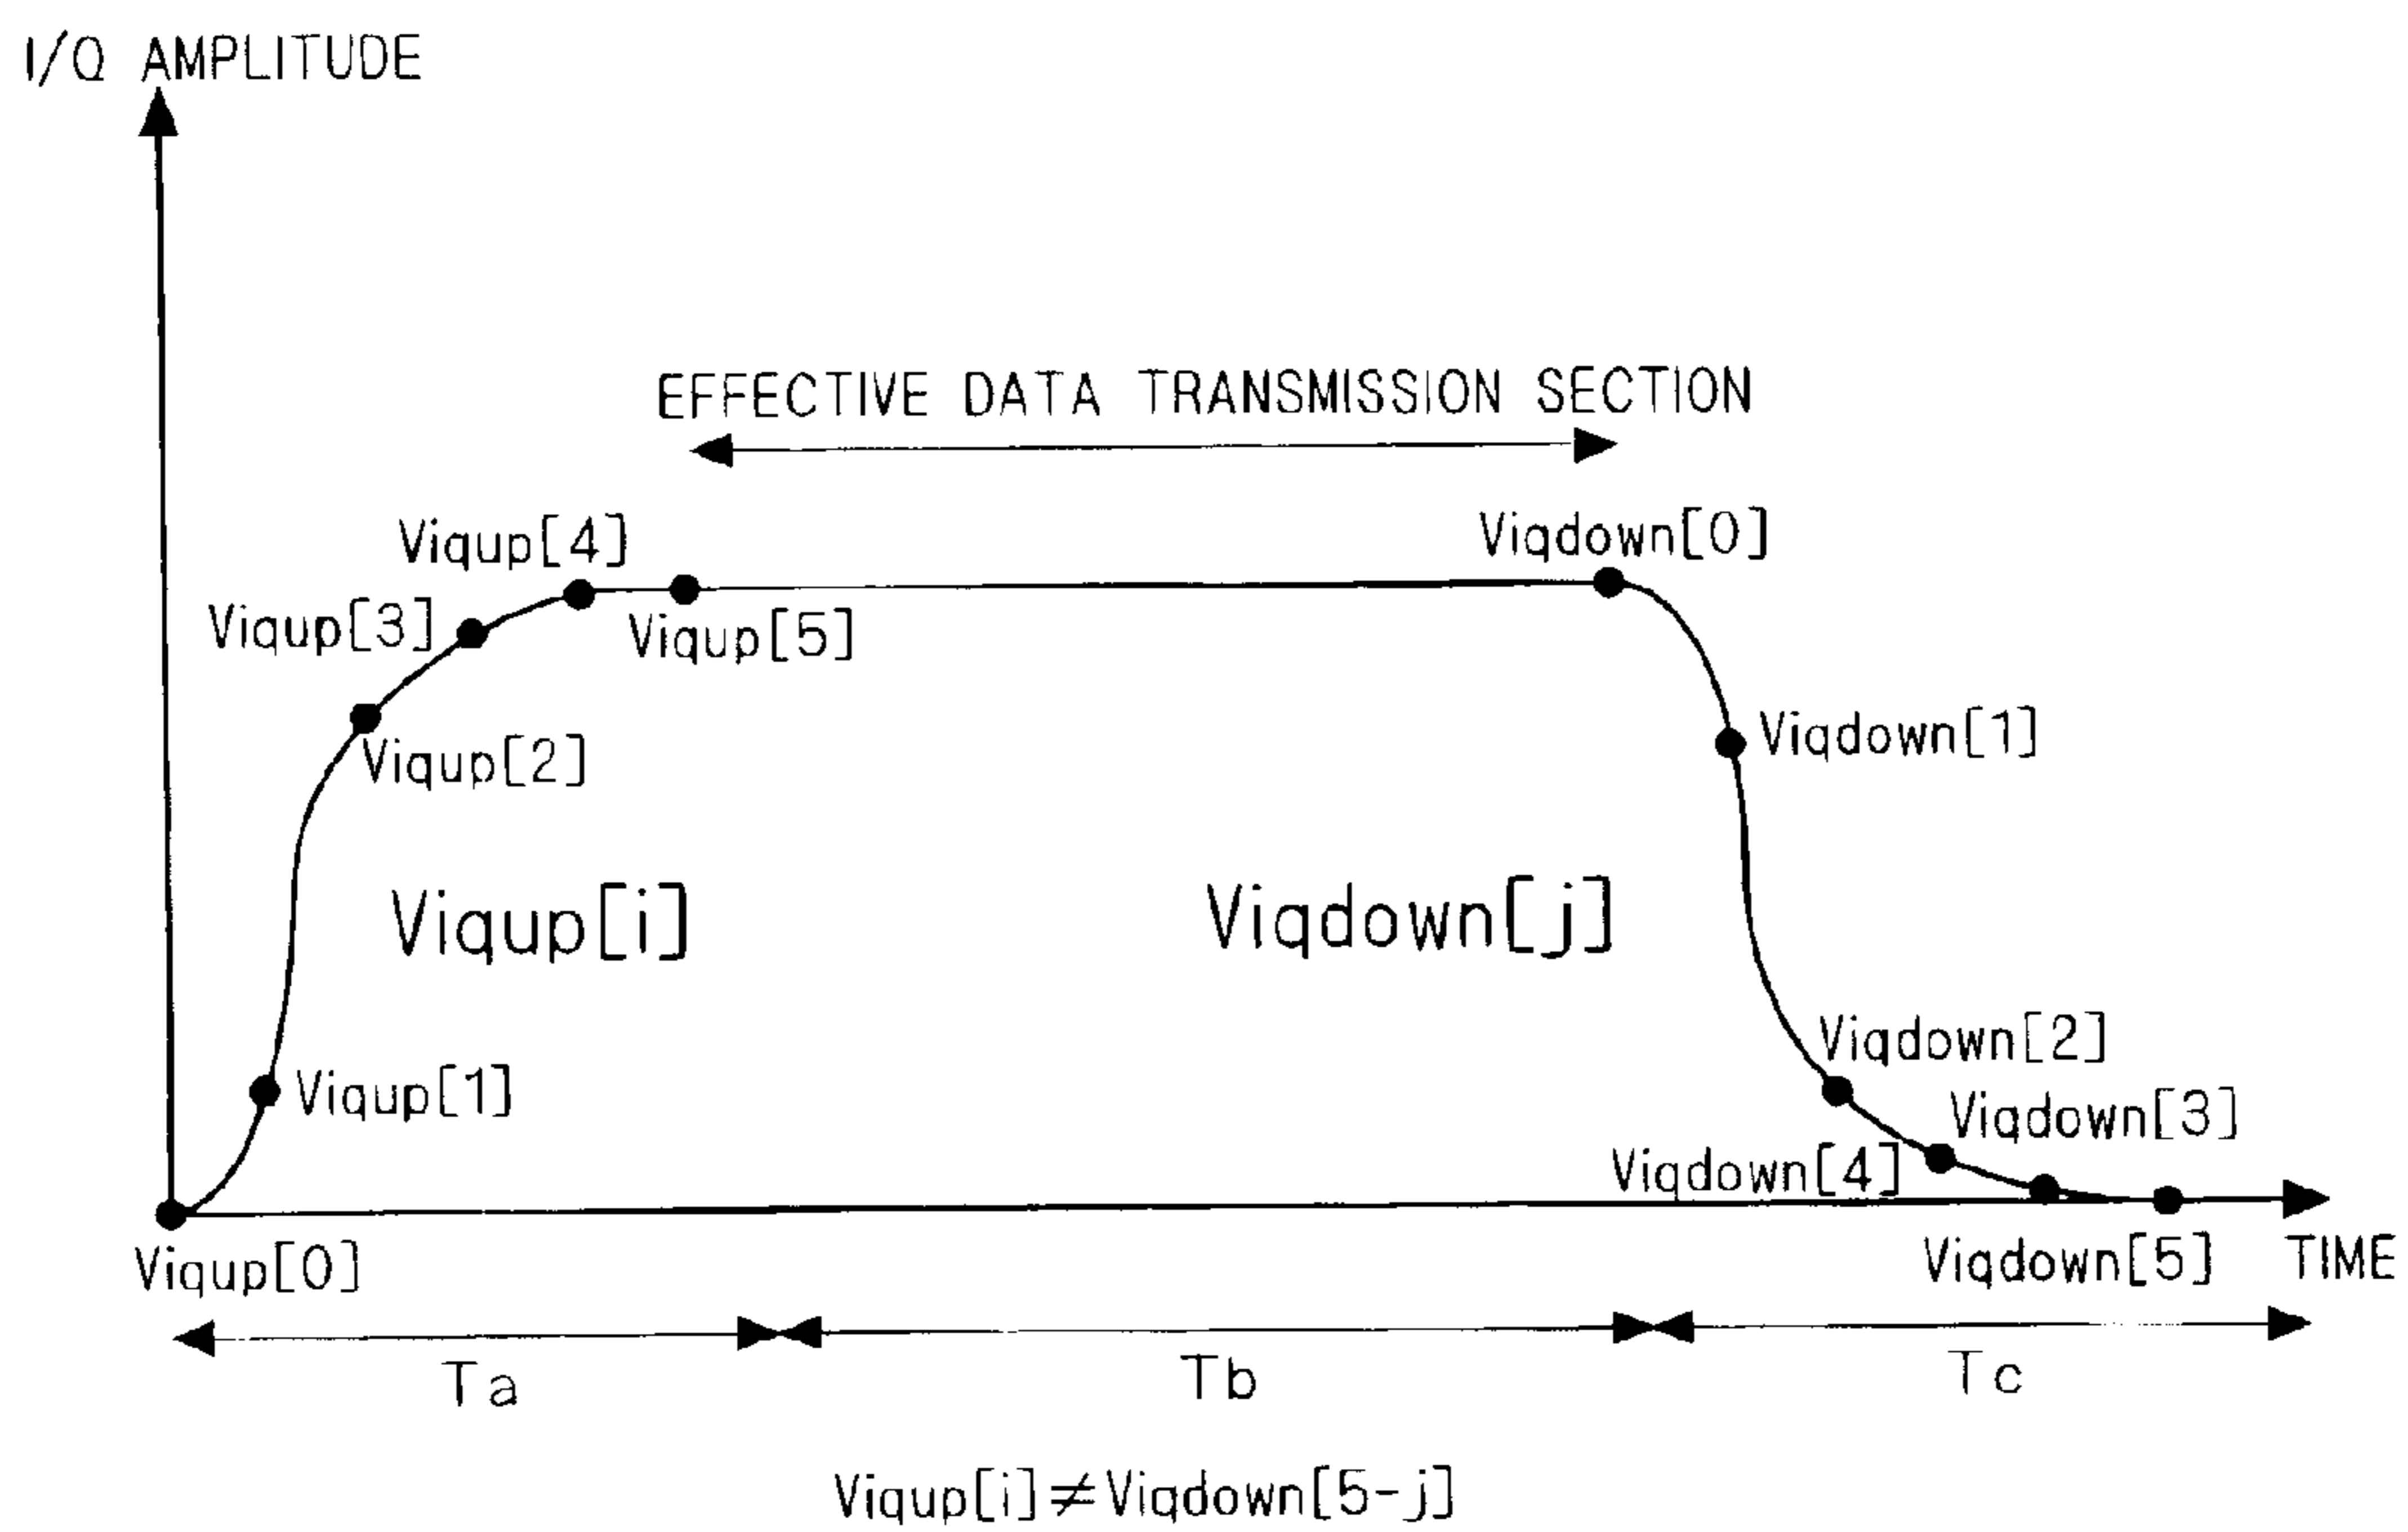 I/Q AMPLITUDE
EFFECTIVE DATA TRANSMISSION SECTION
Viqup[4]
Viqdown[0]
Viqup[3]
Viqup[5]
Viqup[2]
Viqdown[1]
Viqup[i]
Viqdown[j]
Viqdown[2]
Viqup[1]
Viqdown[3]
Viqdown[4]
Viqup[0]
Viqdown[5]
TIME
Ta
Tb
Tc
Viqup[i]≠Viqdown[5-j]